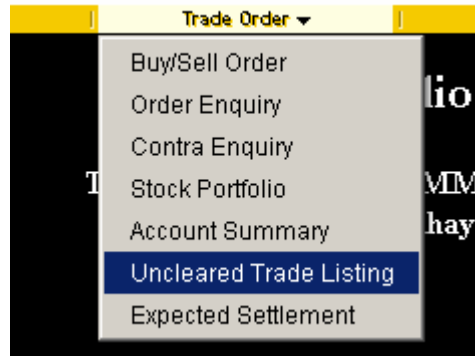 Trade Order
Buy/Sell Order
Order Enquiry
Contra Enquiry
Stock Portfolio
Account Summary
Uncleared Trade Listing
Expected Settlement